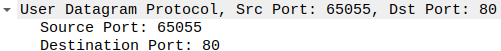 User Datagram Protocol, Src Port: 65055, Dst Port: 80
Source Port: 65055
Destination Port: 80